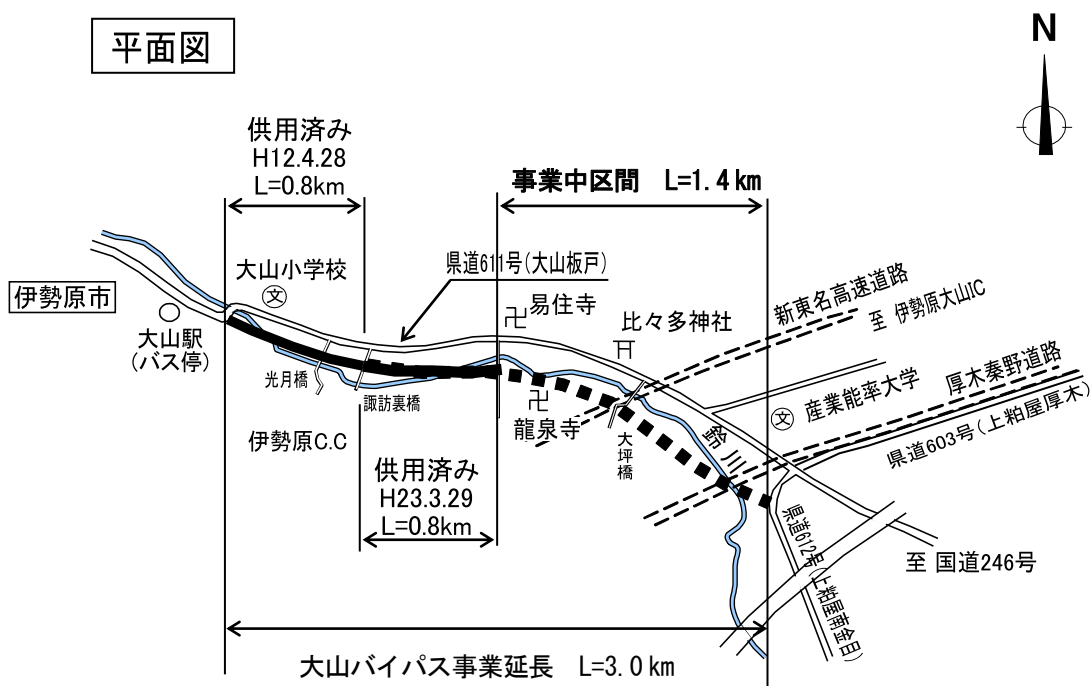 平面図
N
供用済み
H12.4.28
L=0.8km
事業中区間 L=1.4km
大山小学校
文
県道611号(大山板戸)
伊勢原市
大山駅
(バス停)
卍
易住寺
比々多神社
新東名高速道路
至 伊勢原大山IC
光月橋
諏訪裏橋
卍
龍泉寺
大坪橋
鈴川
文
産業能率大学
厚木秦野道路
県道603号(上粕屋厚木)
伊勢原C.C
供用済み
H23.3.29
L=0.8km
県道612号(上粕屋南金目)
至 国道246号
大山バイパス事業延長 L=3.0km